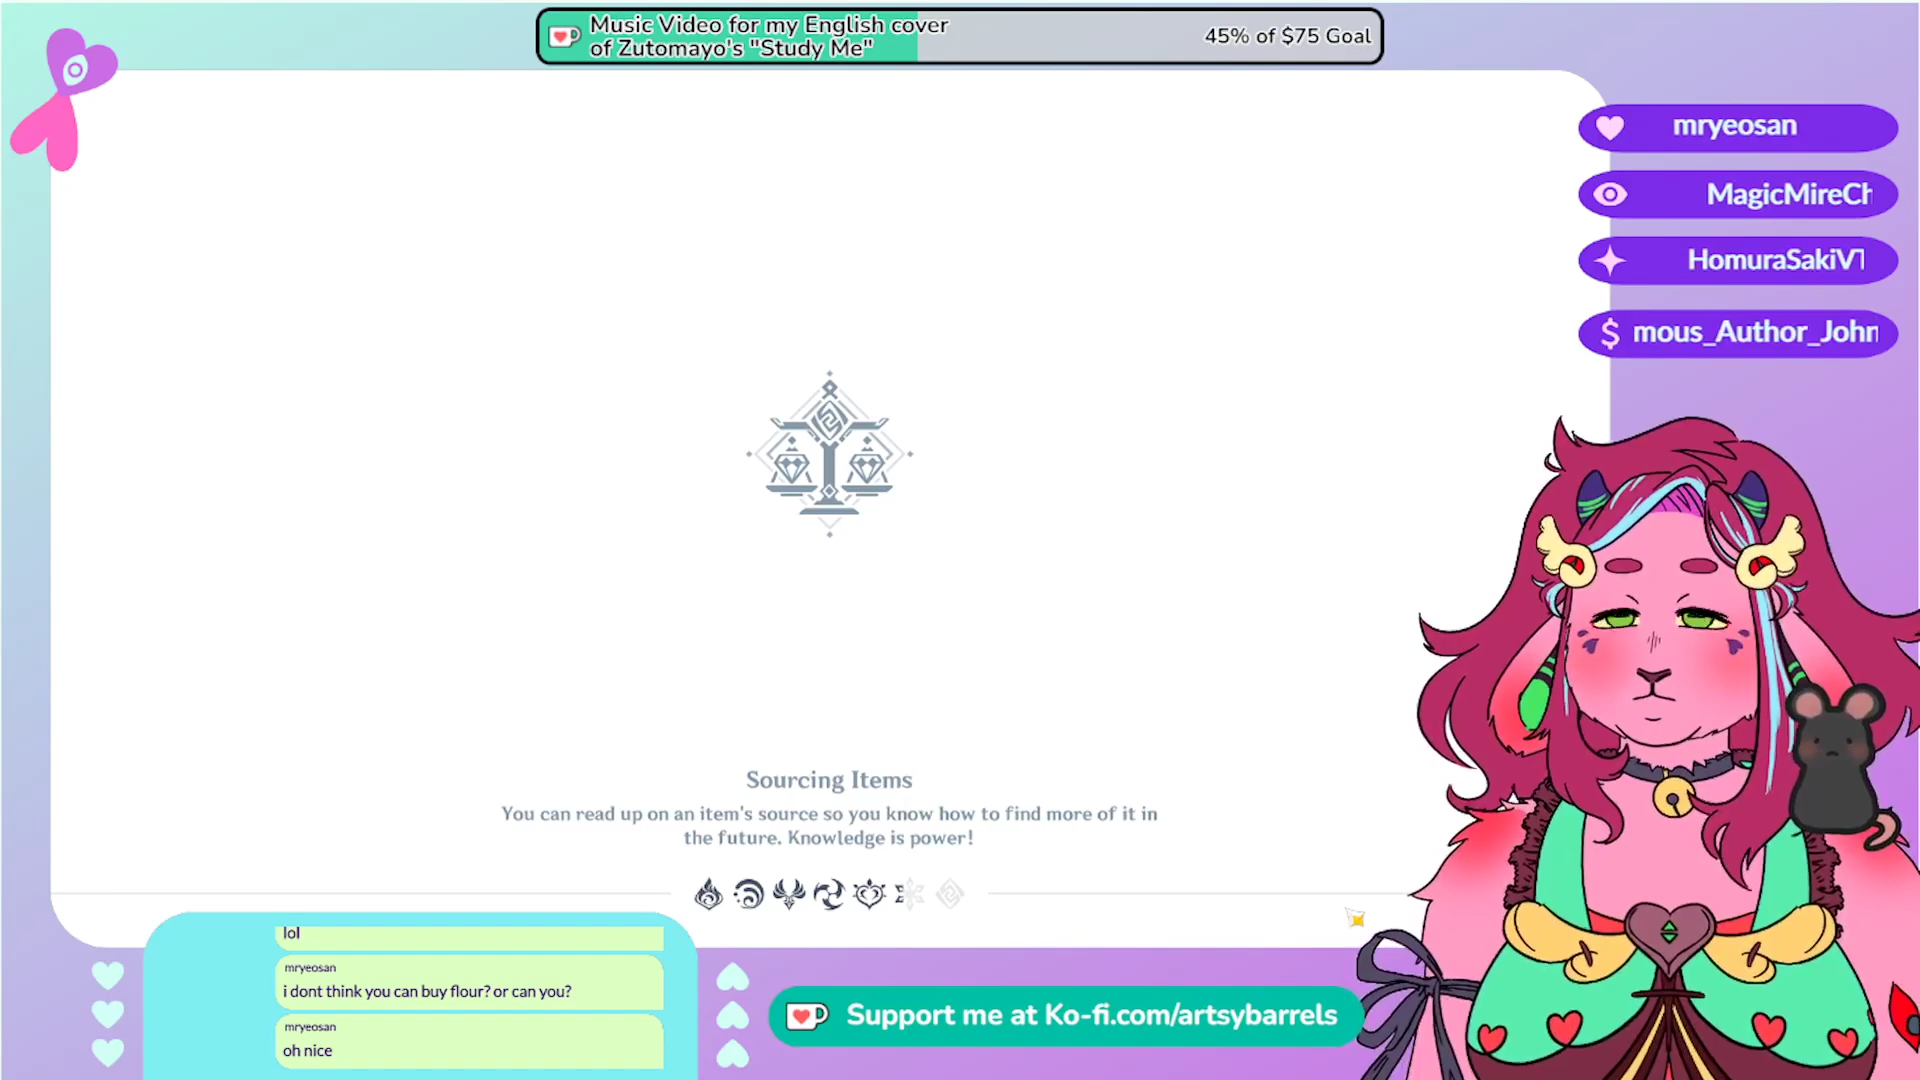 Music Video for my English cover
of Zutomayo's "Study Me"
45% of $75 Goal
mryeosan
MagicMireCh
HomuraSakiVT
$ mous_Author_John
Sourcing Items
You can read up on an item's source so you know how to find more of it in
the future. Knowledge is power!
lol
mryeosan
i dont think you can buy flour? or can you?
mryeosan
oh nice
Support me at Ko-fi.com/artsybarrels